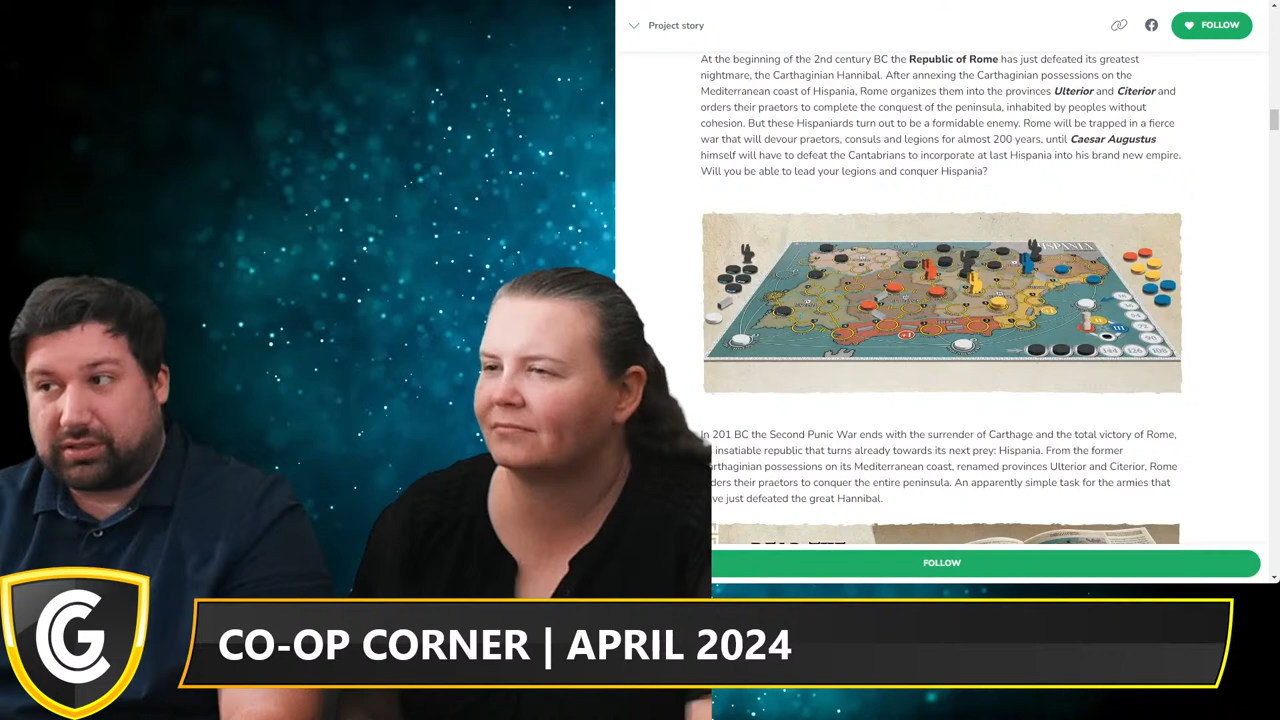 Project story
FOLLOW
At the beginning of the 2nd century BC the Republic of Rome has just defeated its greatest
nightmare, the Carthaginian Hannibal. After annexing the Carthaginian possessions on the
Mediterranean coast of Hispania, Rome organizes them into the provinces Ulterior and Citerior and
orders their praetors to complete the conquest of the peninsula, inhabited by peoples without
cohesion. But these Hispaniards turn out to be a formidable enemy. Rome will be trapped in a fierce
war that will devour praetors, consuls and legions for almost 200 years, until Caesar Augustus
himself will have to defeat the Cantabrians to incorporate at last Hispania into his brand new empire.
Will you be able to lead your legions and conquer Hispania?
HISPANIA
+1
III
144 126 108
In 201 BC the Second Punic War ends with the surrender of Carthage and the total victory of Rome,
insatiable republic that turns already towards its next prey: Hispania. From the former
rthaginian possessions on its Mediterranean coast, renamed provinces Ulterior and Citerior, Rome
ders their praetors to conquer the entire peninsula. An apparently simple task for the armies that
ve just defeated the great Hannibal.
FOLLOW
CO-OP CORNER | APRIL 2024